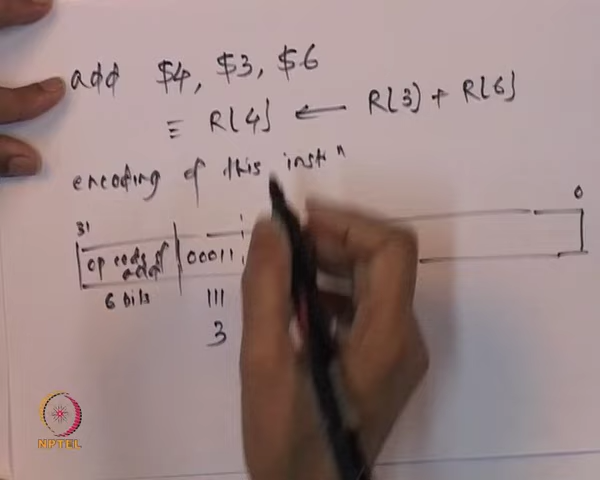 add $4, $3, $6
≡ R[4] ← R[3] + R[6]
encoding of this instⁿ
31 0
op code of add 00011
6 bits 111
3
NPTEL